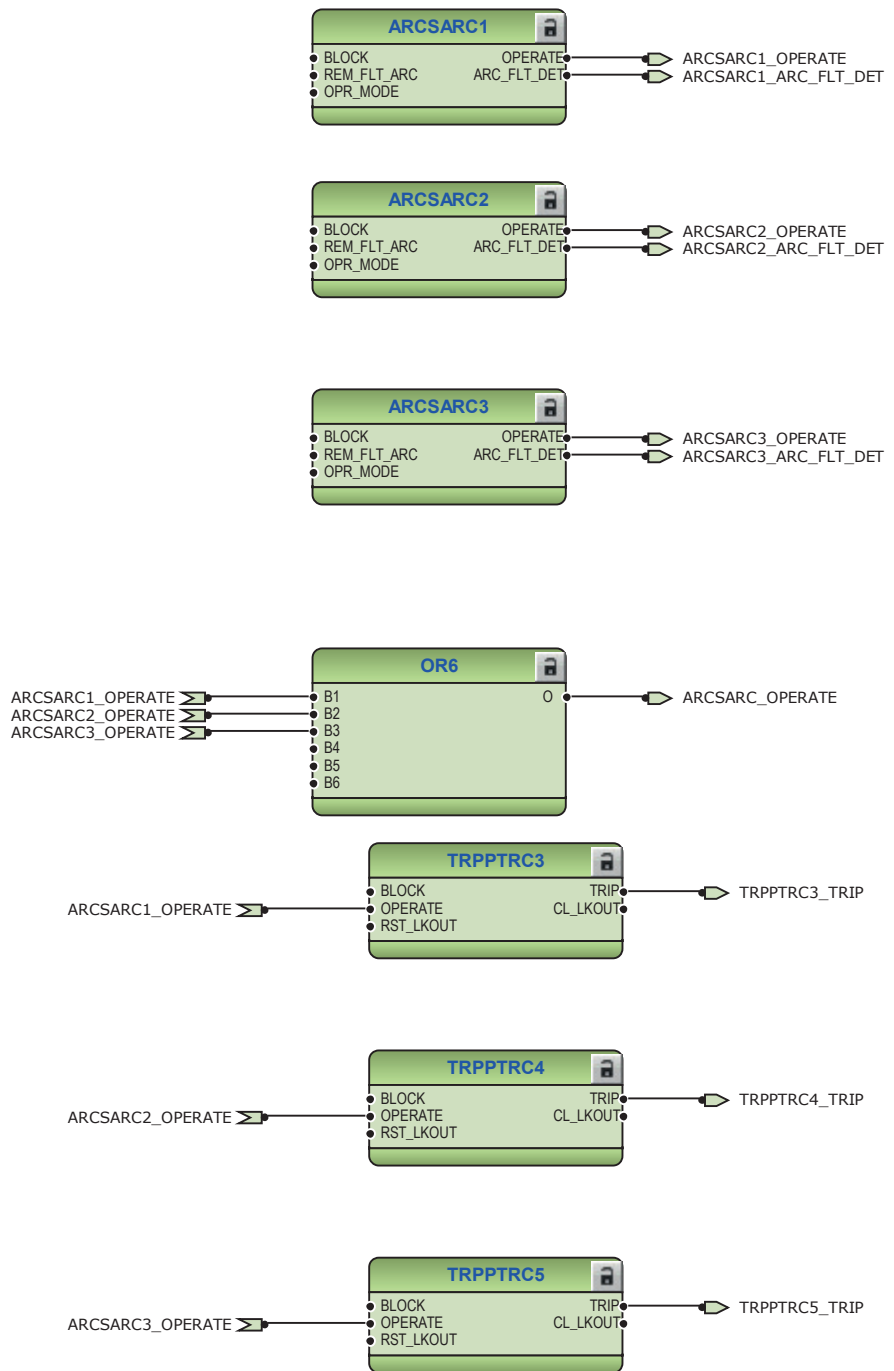 ARCSARC1
BLOCK OPERATE ARCSARC1_OPERATE
REM_FLT_ARC ARC_FLT_DET ARCSARC1_ARC_FLT_DET
OPR_MODE
ARCSARC2
BLOCK OPERATE ARCSARC2_OPERATE
REM_FLT_ARC ARC_FLT_DET ARCSARC2_ARC_FLT_DET
OPR_MODE
ARCSARC3
BLOCK OPERATE ARCSARC3_OPERATE
REM_FLT_ARC ARC_FLT_DET ARCSARC3_ARC_FLT_DET
OPR_MODE
OR6
ARCSARC1_OPERATE B1 O ARCSARC_OPERATE
ARCSARC2_OPERATE B2
ARCSARC3_OPERATE B3
B4
B5
B6
TRPPTRC3
BLOCK TRIP TRPPTRC3_TRIP
ARCSARC1_OPERATE OPERATE CL_LKOUT
RST_LKOUT
TRPPTRC4
BLOCK TRIP TRPPTRC4_TRIP
ARCSARC2_OPERATE OPERATE CL_LKOUT
RST_LKOUT
TRPPTRC5
BLOCK TRIP TRPPTRC5_TRIP
ARCSARC3_OPERATE OPERATE CL_LKOUT
RST_LKOUT